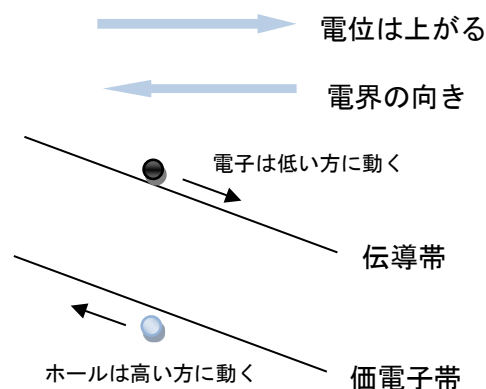 電位は上がる
電界の向き
電子は低い方に動く
伝導帯
ホールは高い方に動く
価電子帯